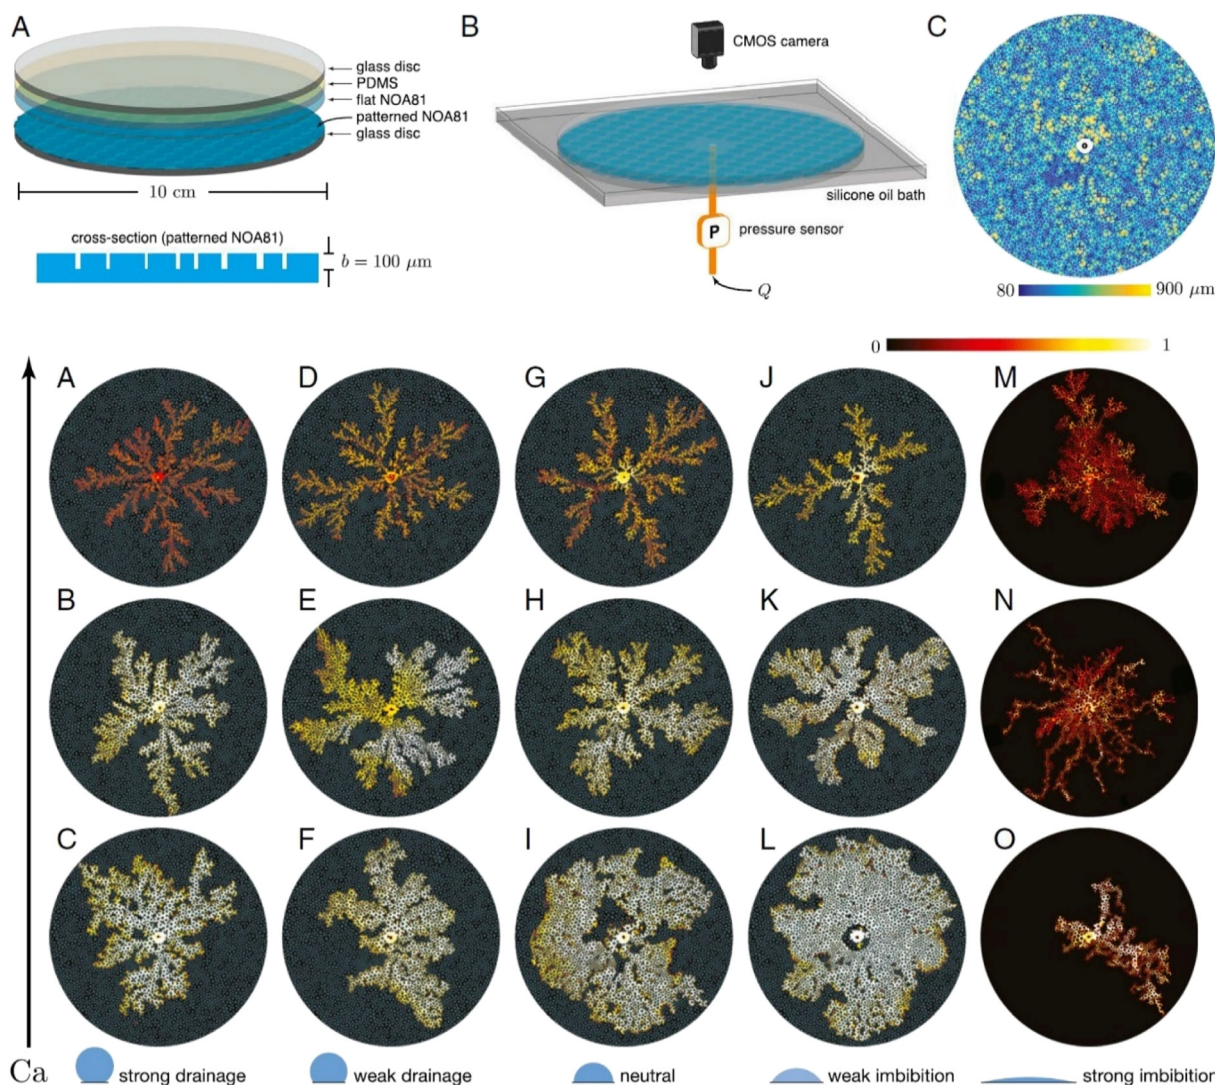 A
glass disc
PDMS
flat NOA81
patterned NOA81
glass disc
10 cm
cross-section (patterned NOA81)
b = 100 μm
B
CMOS camera
silicone oil bath
P
pressure sensor
Q
C
80 900 μm
0 1
A D G J M
B E H K N
C F I L O
Ca
strong drainage
weak drainage
neutral
weak imbibition
strong imbibition